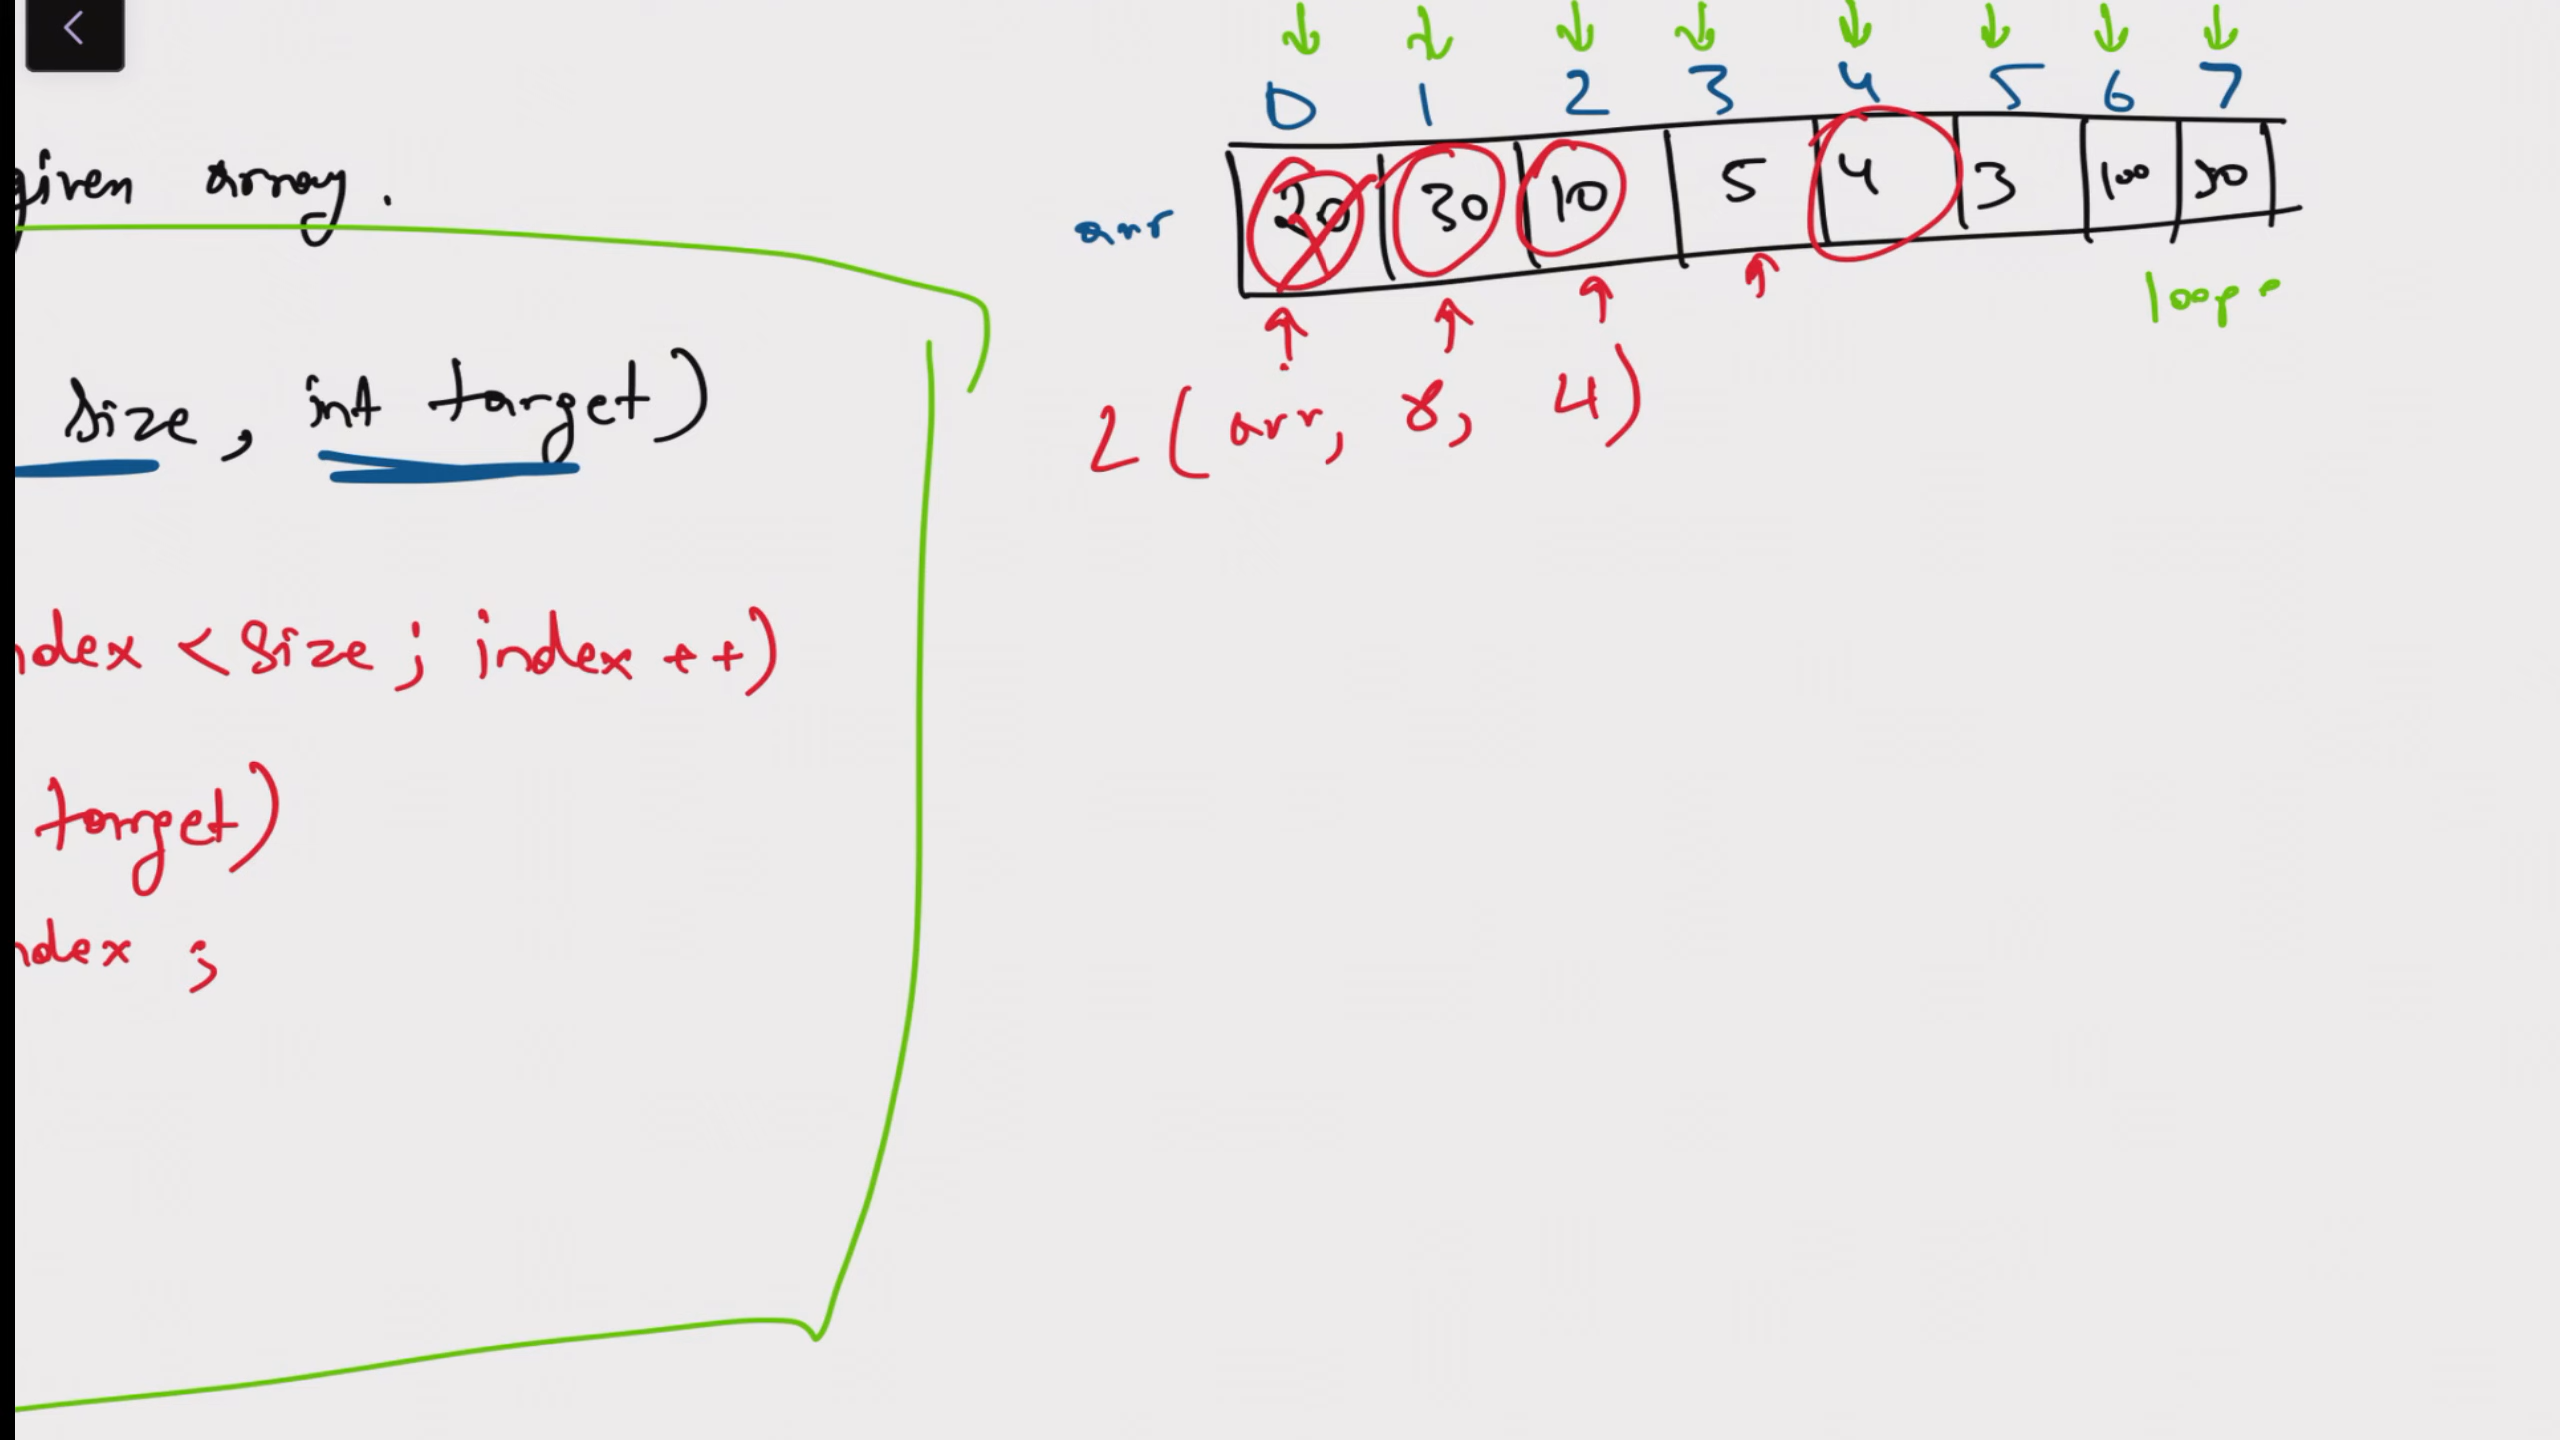 0 1 2 3 4 5 6 7
given array.
arr 20 30 10 5 4 3 100 50
loop
size, int target)
2(arr, 8, 4)
ndex < size; index ++)
target)
ndex ;